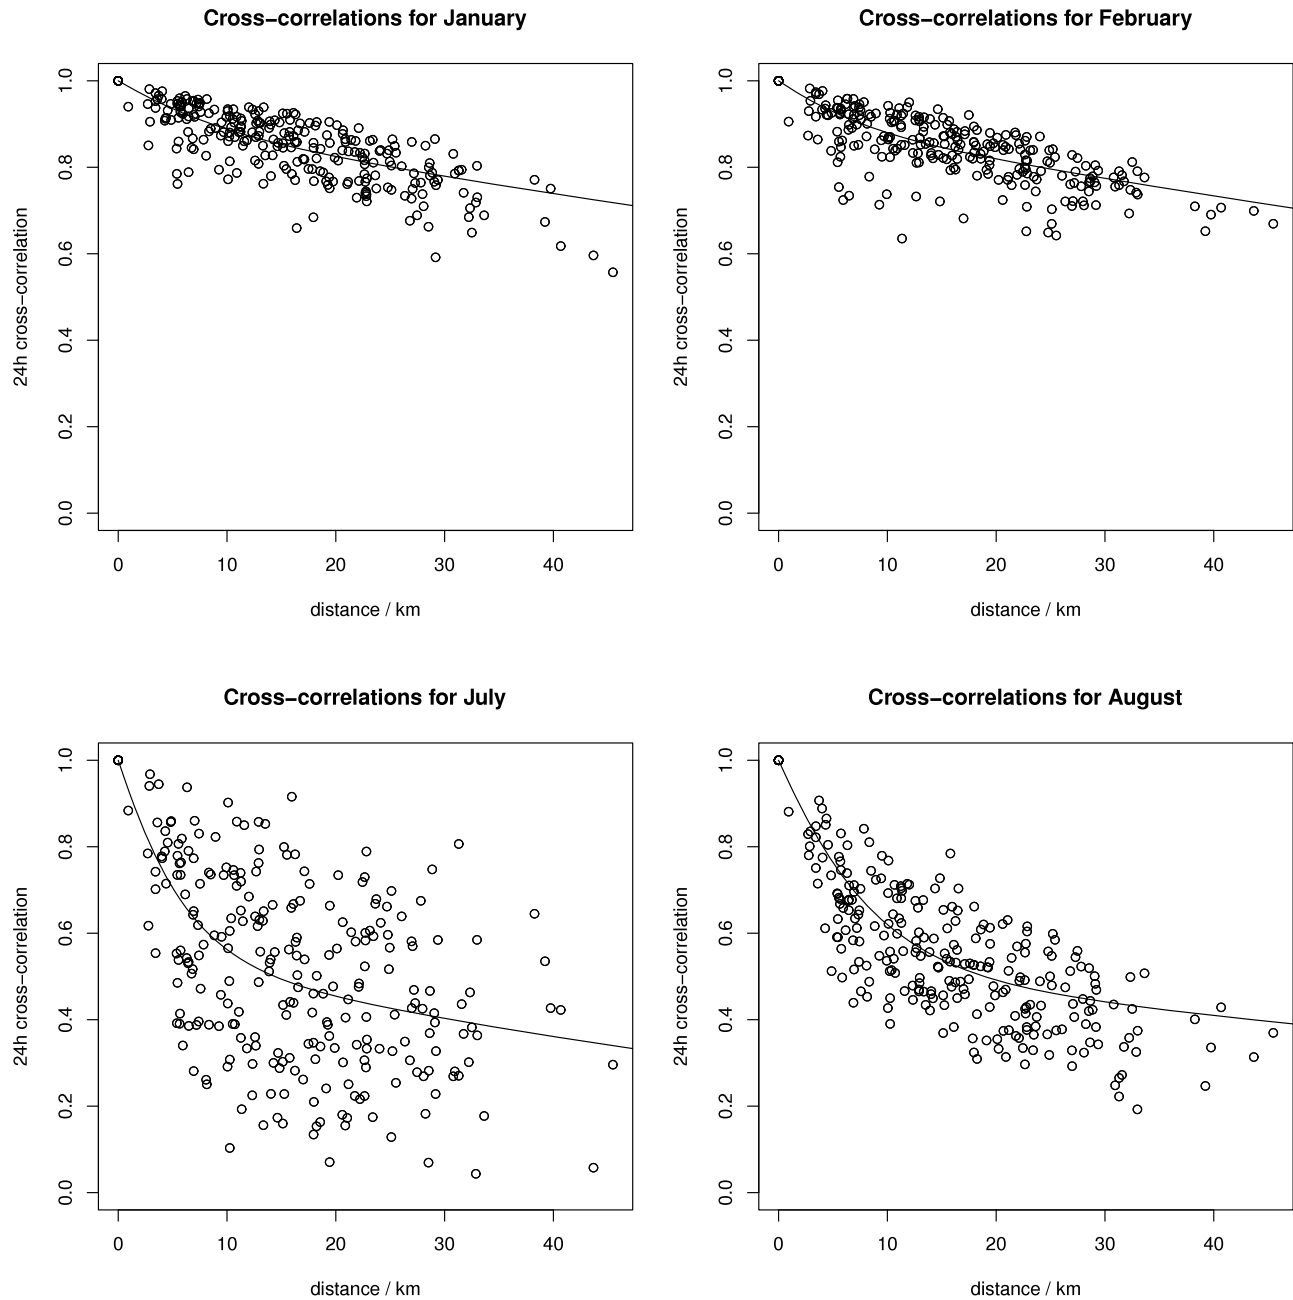 Cross−correlations for January
24h cross−correlation
0.0 0.2 0.4 0.6 0.8 1.0
0 10 20 30 40
distance / km
Cross−correlations for February
24h cross−correlation
0.0 0.2 0.4 0.6 0.8 1.0
0 10 20 30 40
distance / km
Cross−correlations for July
24h cross−correlation
0.0 0.2 0.4 0.6 0.8 1.0
0 10 20 30 40
distance / km
Cross−correlations for August
24h cross−correlation
0.0 0.2 0.4 0.6 0.8 1.0
0 10 20 30 40
distance / km